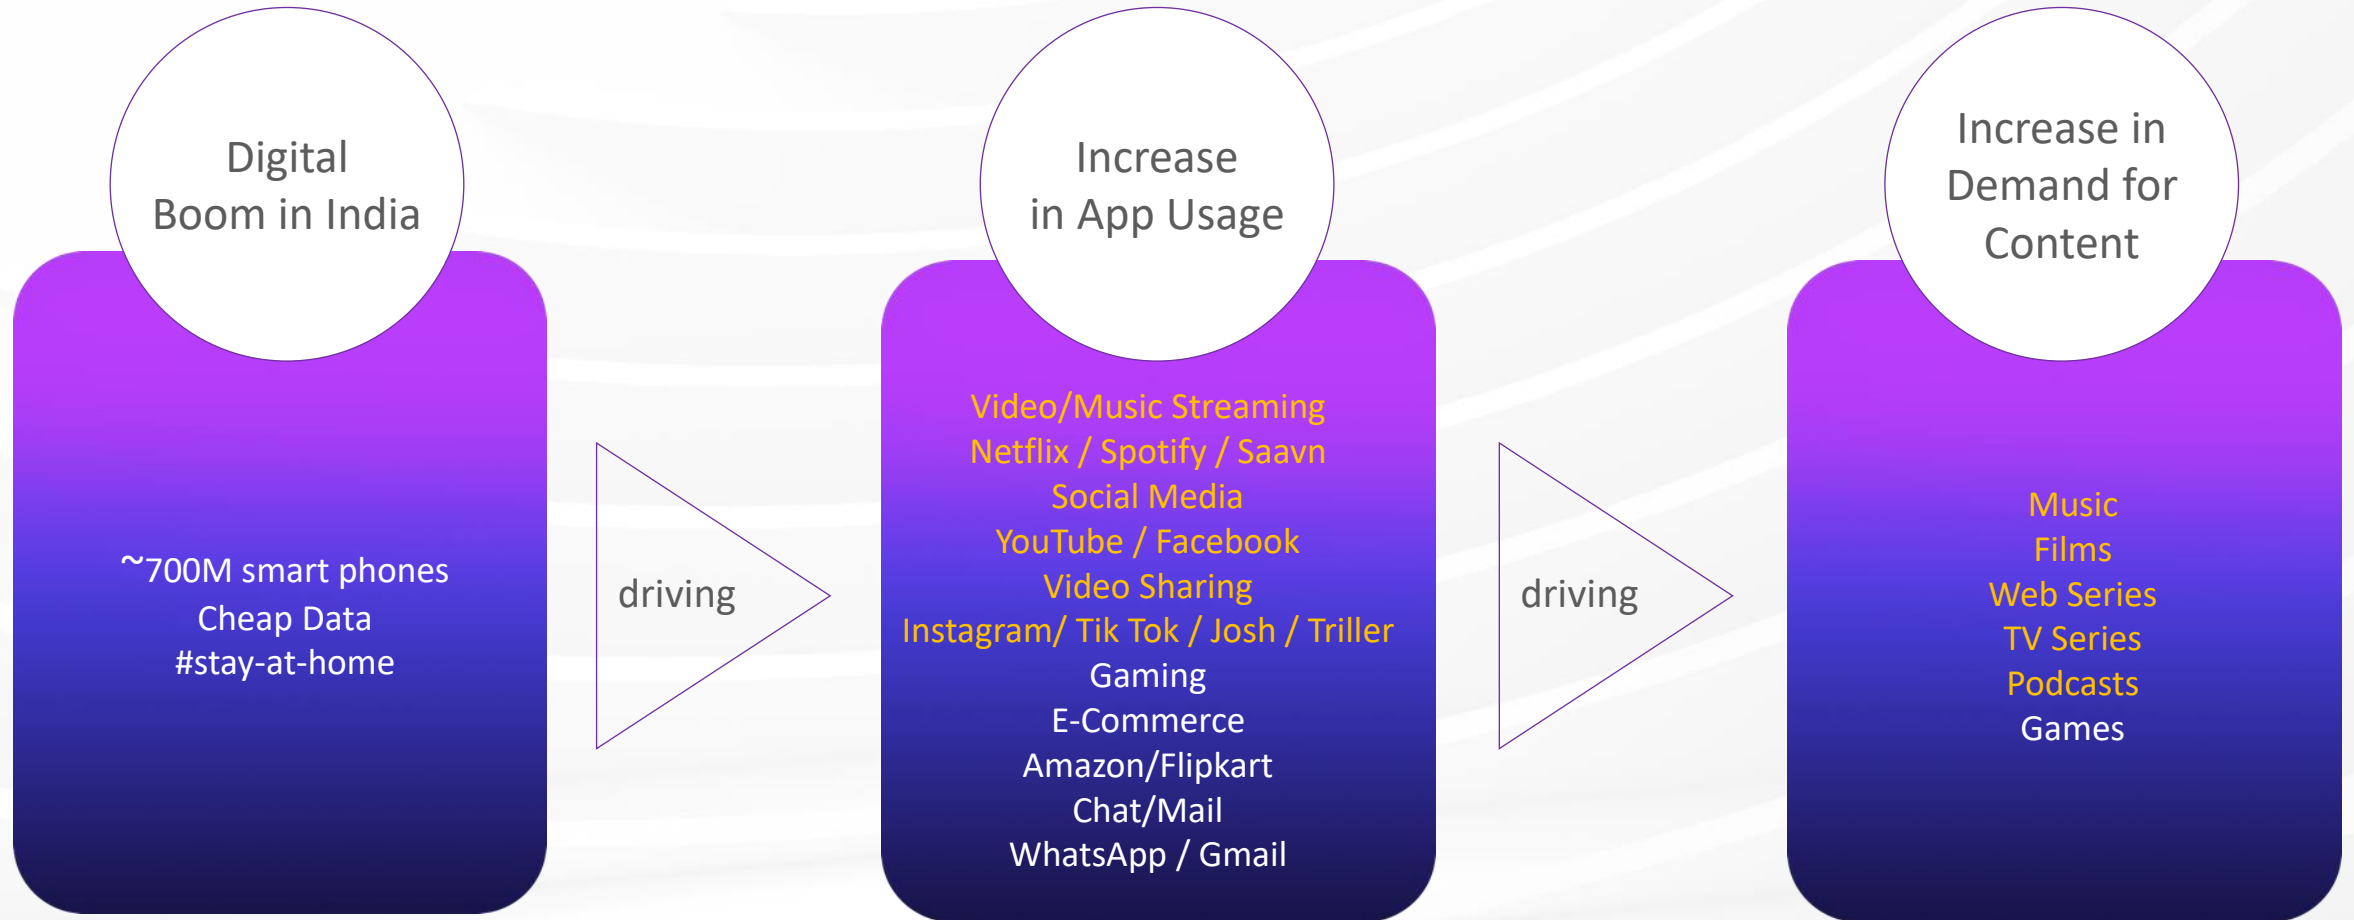 Digital
Boom in India
~700M smart phones
Cheap Data
#stay-at-home
driving
Increase
in App Usage
Video/Music Streaming
Netflix / Spotify / Saavn
Social Media
YouTube / Facebook
Video Sharing
Instagram/ Tik Tok / Josh / Triller
Gaming
E-Commerce
Amazon/Flipkart
Chat/Mail
WhatsApp / Gmail
driving
Increase in
Demand for
Content
Music
Films
Web Series
TV Series
Podcasts
Games